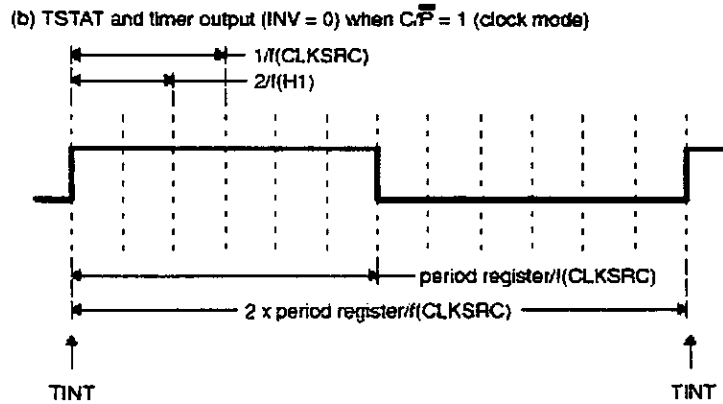 (b) TSTAT and timer output (INV = 0) when C/P̅ = 1 (clock mode)
1/f(CLKSRC)
2/f(H1)
period register/f(CLKSRC)
2 x period register/f(CLKSRC)
TINT TINT